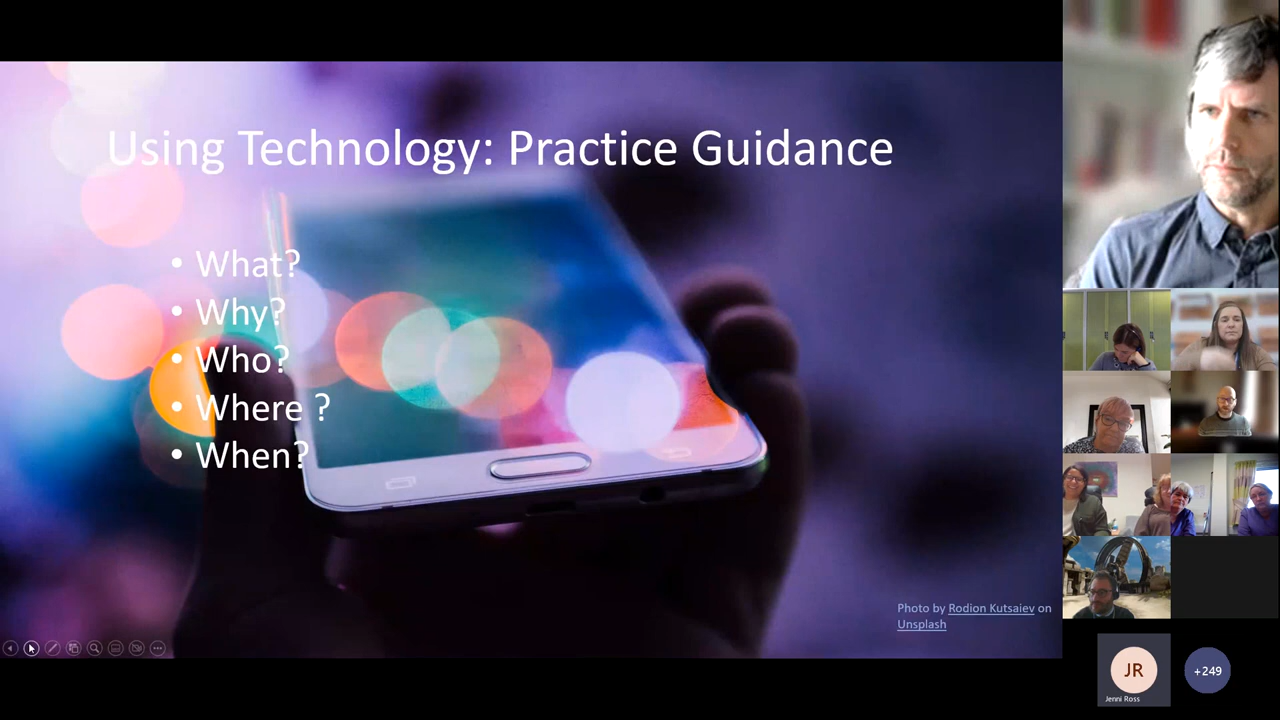 Using Technology: Practice Guidance
• What?
• Why?
• Who?
• Where ?
• When?
Photo by Rodion Kutsaiev on
Unsplash
JR
Jenni Ross
+249